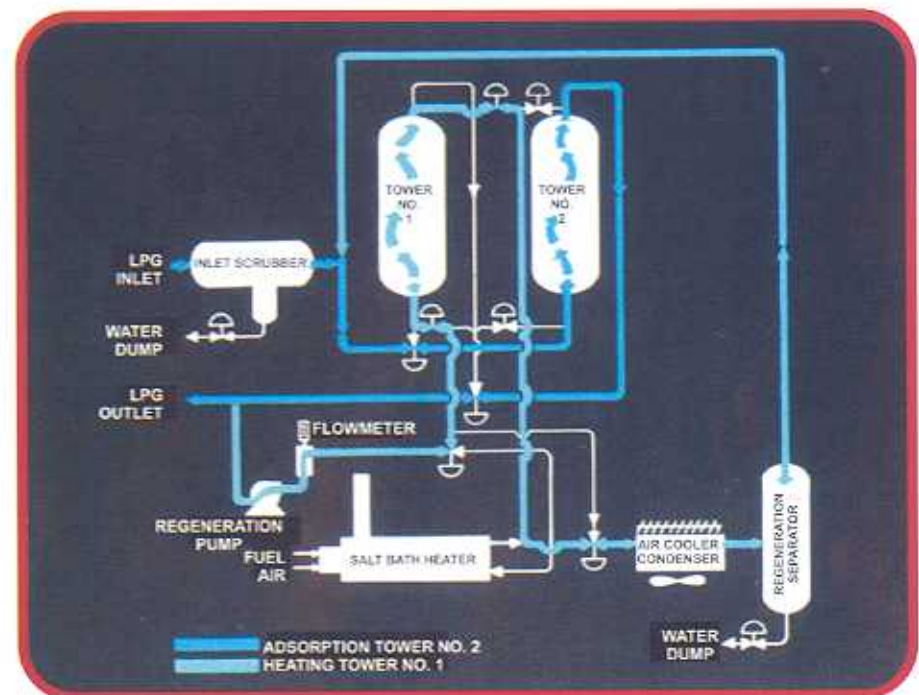 TOWER
NO.
1
TOWER
NO.
2
LPG
INLET
INLET SCRUBBER
WATER
DUMP
LPG
OUTLET
FLOWMETER
REGENERATION
PUMP
FUEL
AIR
SALT BATH HEATER
AIR COOLER
CONDENSER
REGENERATION
SEPARATOR
WATER
DUMP
ADSORPTION TOWER NO. 2
HEATING TOWER NO. 1